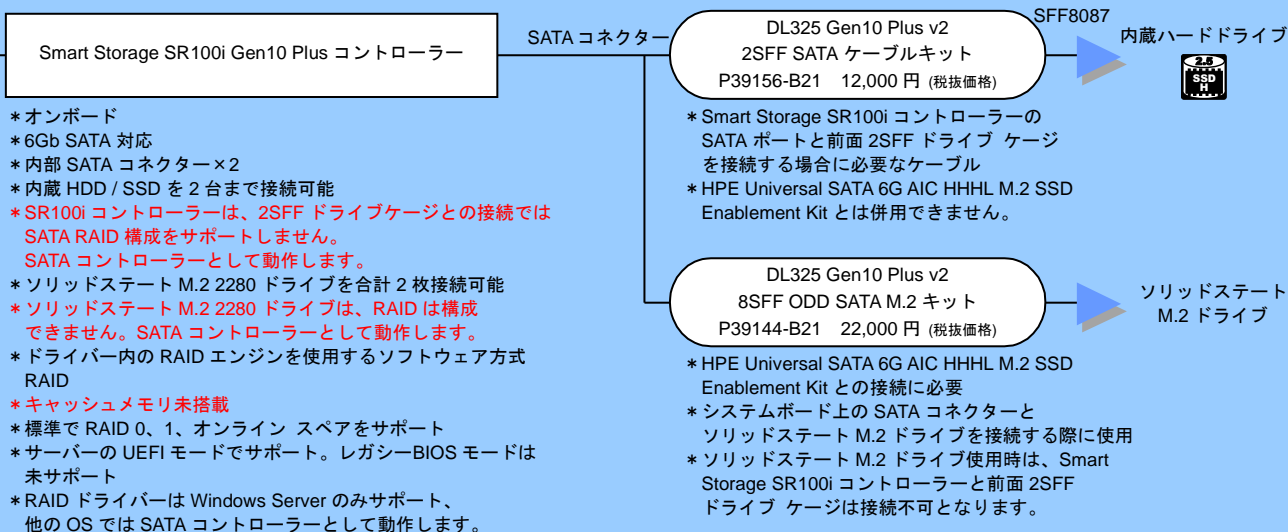 Smart Storage SR100i Gen10 Plus コントローラー
＊オンボード
＊6Gb SATA 対応
＊内部 SATA コネクター×2
＊内蔵 HDD / SSD を 2 台まで接続可能
＊SR100i コントローラーは、2SFF ドライブケージとの接続では
SATA RAID 構成をサポートしません。
SATA コントローラーとして動作します。
＊ソリッドステート M.2 2280 ドライブを合計 2 枚接続可能
＊ソリッドステート M.2 2280 ドライブは、RAID は構成
できません。SATA コントローラーとして動作します。
＊ドライバー内の RAID エンジンを使用するソフトウェア方式
RAID
＊キャッシュメモリ未搭載
＊標準で RAID 0、1、オンライン スペアをサポート
＊サーバーの UEFI モードでサポート。レガシーBIOS モードは
未サポート
＊RAID ドライバーは Windows Server のみサポート、
他の OS では SATA コントローラーとして動作します。
SATA コネクター
DL325 Gen10 Plus v2
2SFF SATA ケーブルキット
P39156-B21 12,000 円 (税抜価格)
SFF8087
内蔵ハードドライブ
2.5
SSD
H
＊Smart Storage SR100i コントローラーの
SATA ポートと前面 2SFF ドライブ ケージ
を接続する場合に必要なケーブル
＊HPE Universal SATA 6G AIC HHHL M.2 SSD
Enablement Kit とは併用できません。
DL325 Gen10 Plus v2
8SFF ODD SATA M.2 キット
P39144-B21 22,000 円 (税抜価格)
ソリッドステート
M.2 ドライブ
＊HPE Universal SATA 6G AIC HHHL M.2 SSD
Enablement Kit との接続に必要
＊システムボード上の SATA コネクターと
ソリッドステート M.2 ドライブを接続する際に使用
＊ソリッドステート M.2 ドライブ使用時は、Smart
Storage SR100i コントローラーと前面 2SFF
ドライブ ケージは接続不可となります。